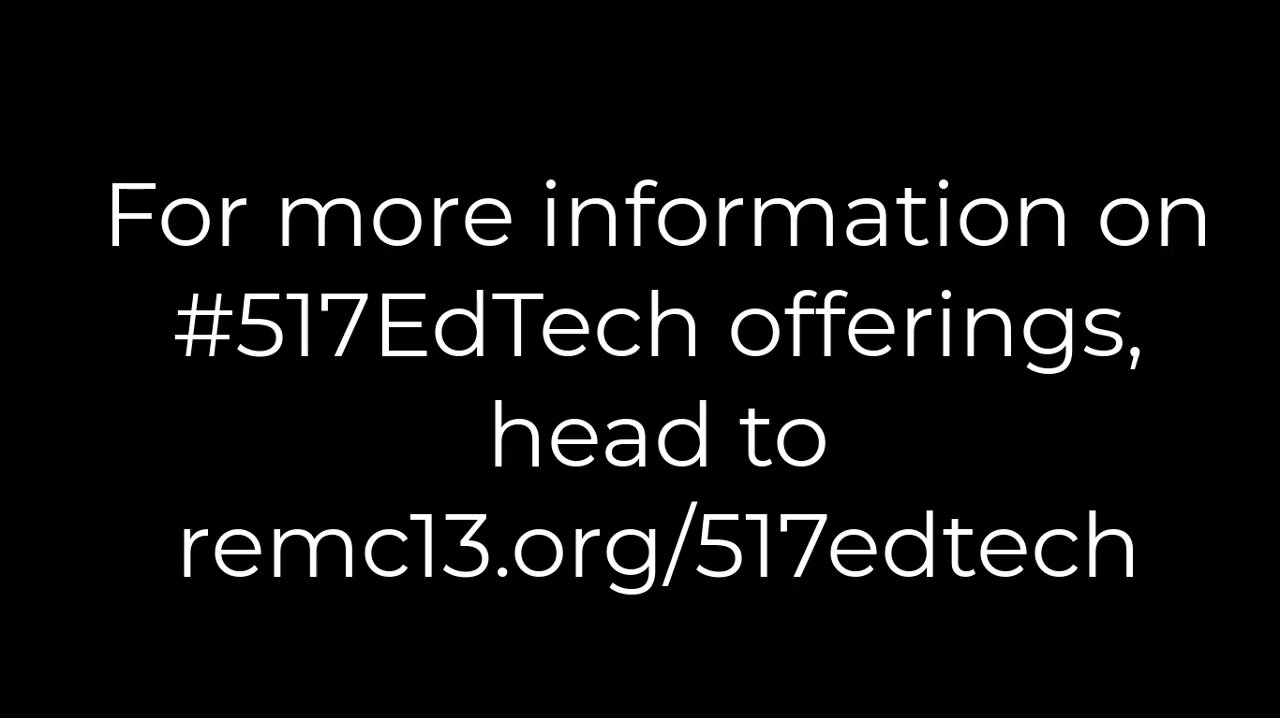 For more information on
#517EdTech offerings,
head to
remc13.org/517edtech